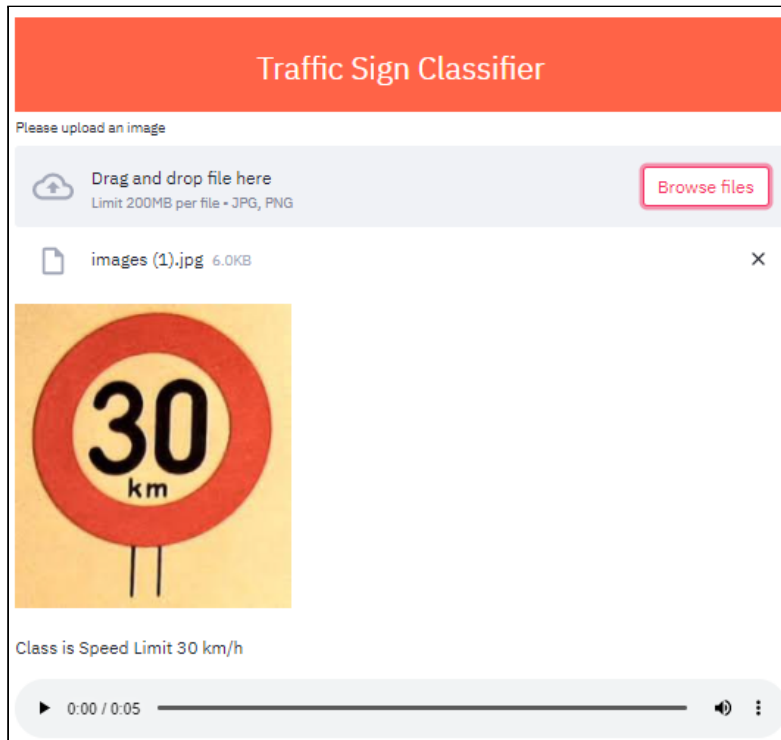 Traffic Sign Classifier
Please upload an image
Drag and drop file here
Limit 200MB per file • JPG, PNG
Browse files
images (1).jpg 6.0KB
30
km
Class is Speed Limit 30 km/h
0:00 / 0:05